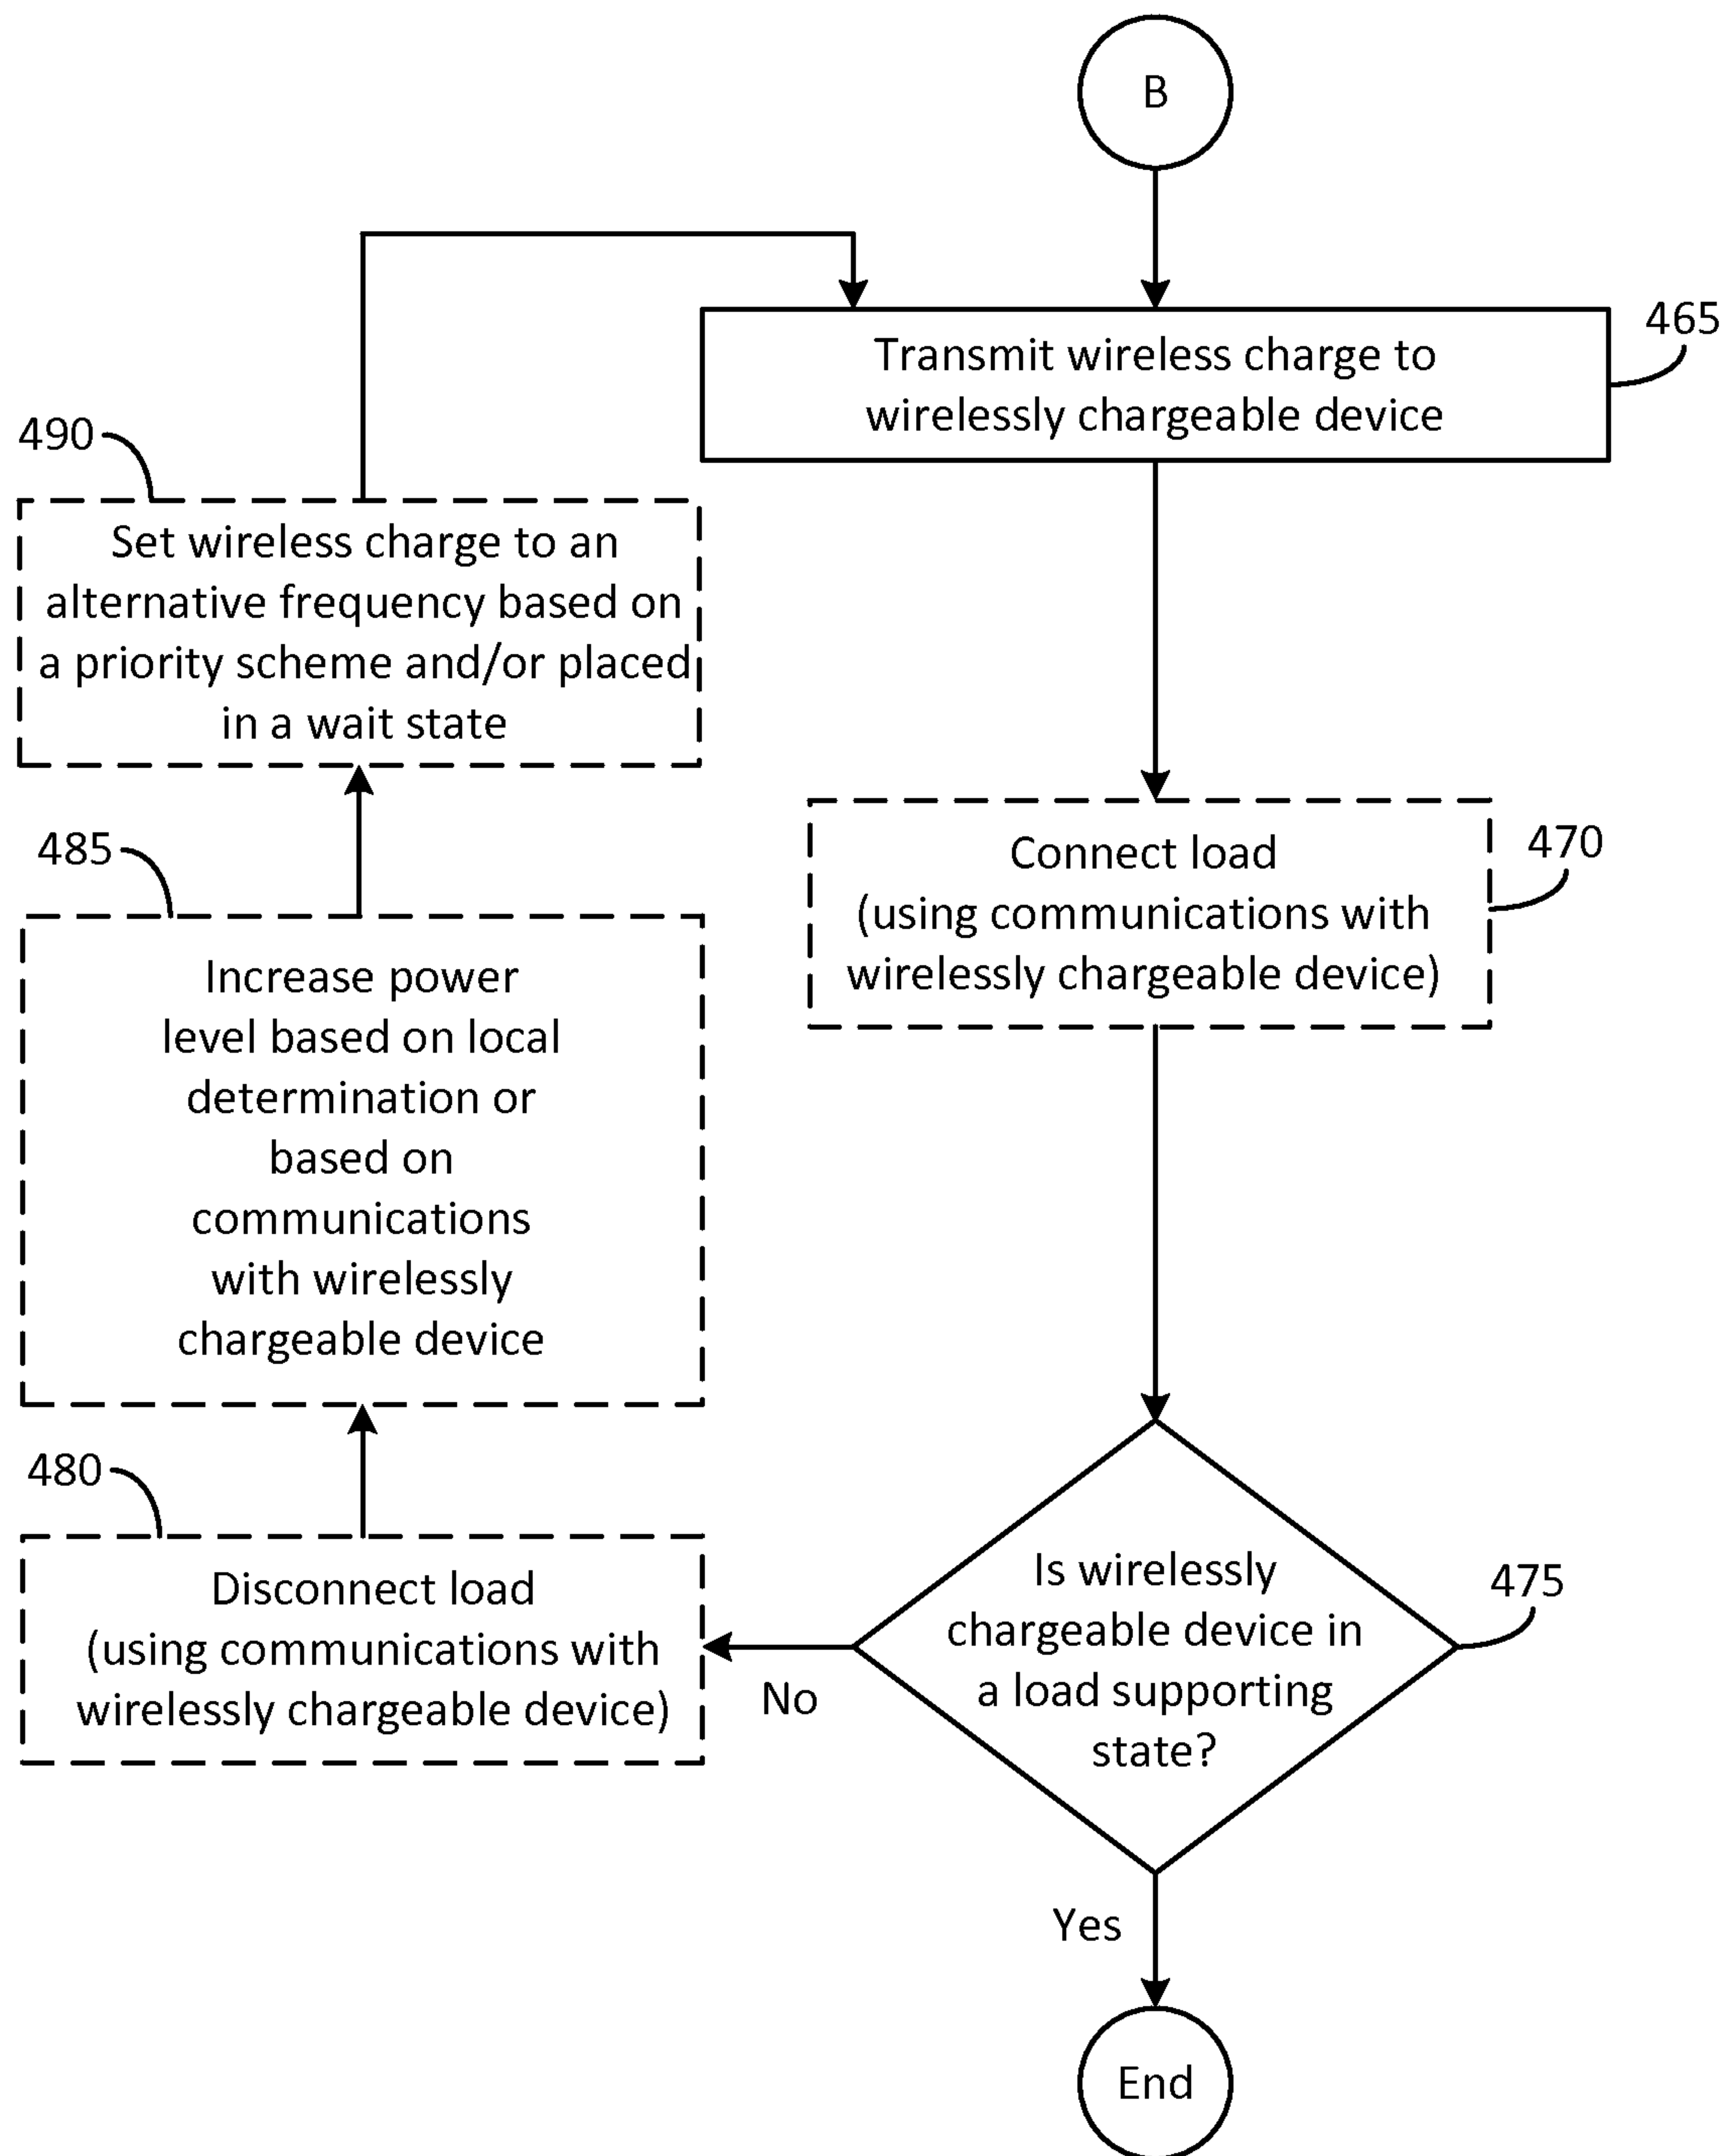 B
Transmit wireless charge to
wirelessly chargeable device
465
490
Set wireless charge to an
alternative frequency based on
a priority scheme and/or placed
in a wait state
Connect load
(using communications with
wirelessly chargeable device)
470
485
Increase power
level based on local
determination or
based on
communications
with wirelessly
chargeable device
480
Disconnect load
(using communications with
wirelessly chargeable device)
No
Is wirelessly
chargeable device in
a load supporting
state?
475
Yes
End